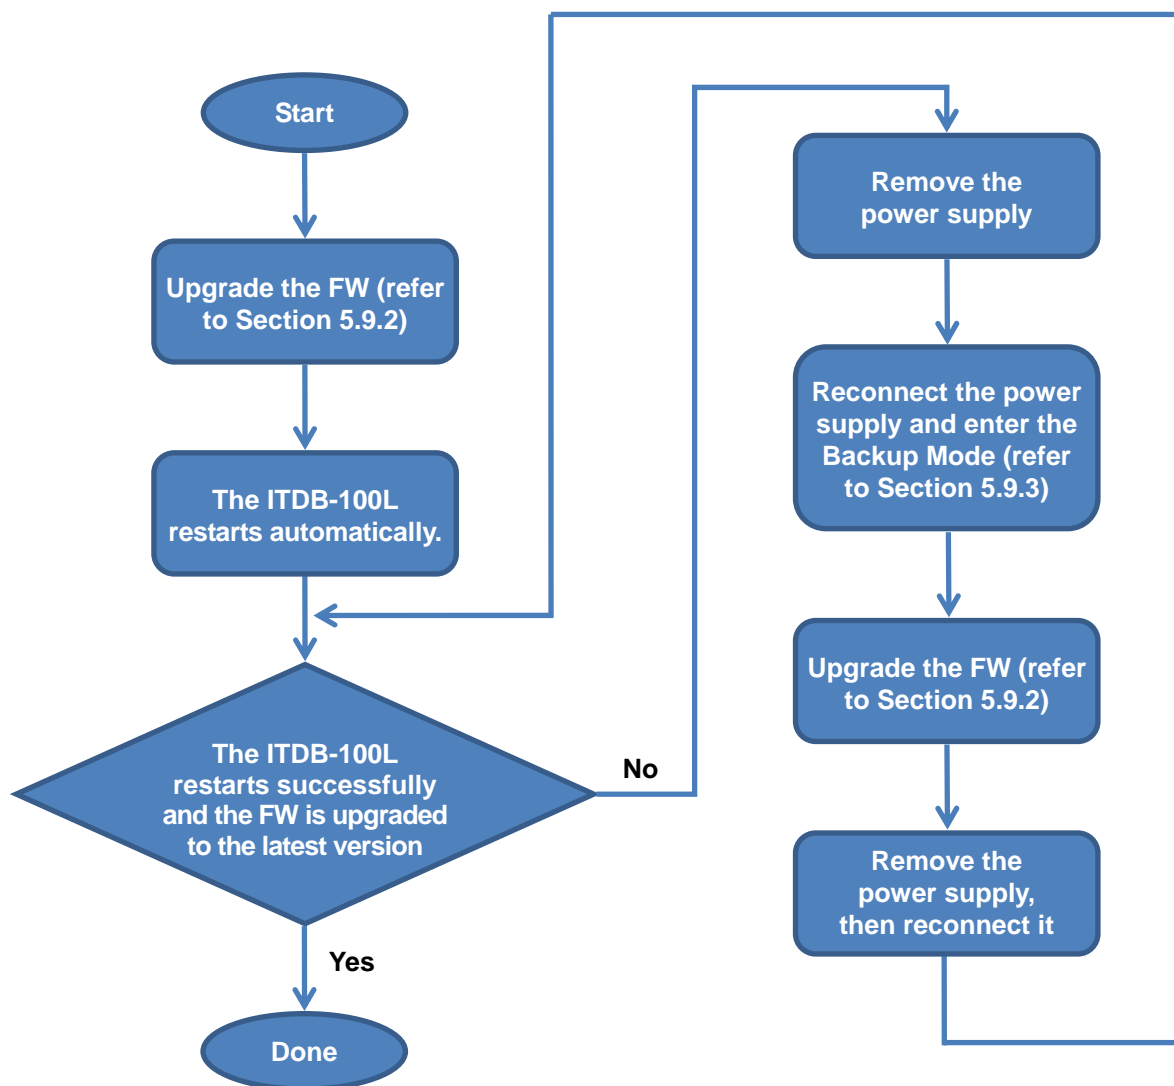 Start
Upgrade the FW (refer
to Section 5.9.2)
The ITDB-100L
restarts automatically.
The ITDB-100L
restarts successfully
and the FW is upgraded
to the latest version
No
Yes
Done
Remove the
power supply
Reconnect the power
supply and enter the
Backup Mode (refer
to Section 5.9.3)
Upgrade the FW (refer
to Section 5.9.2)
Remove the
power supply,
then reconnect it